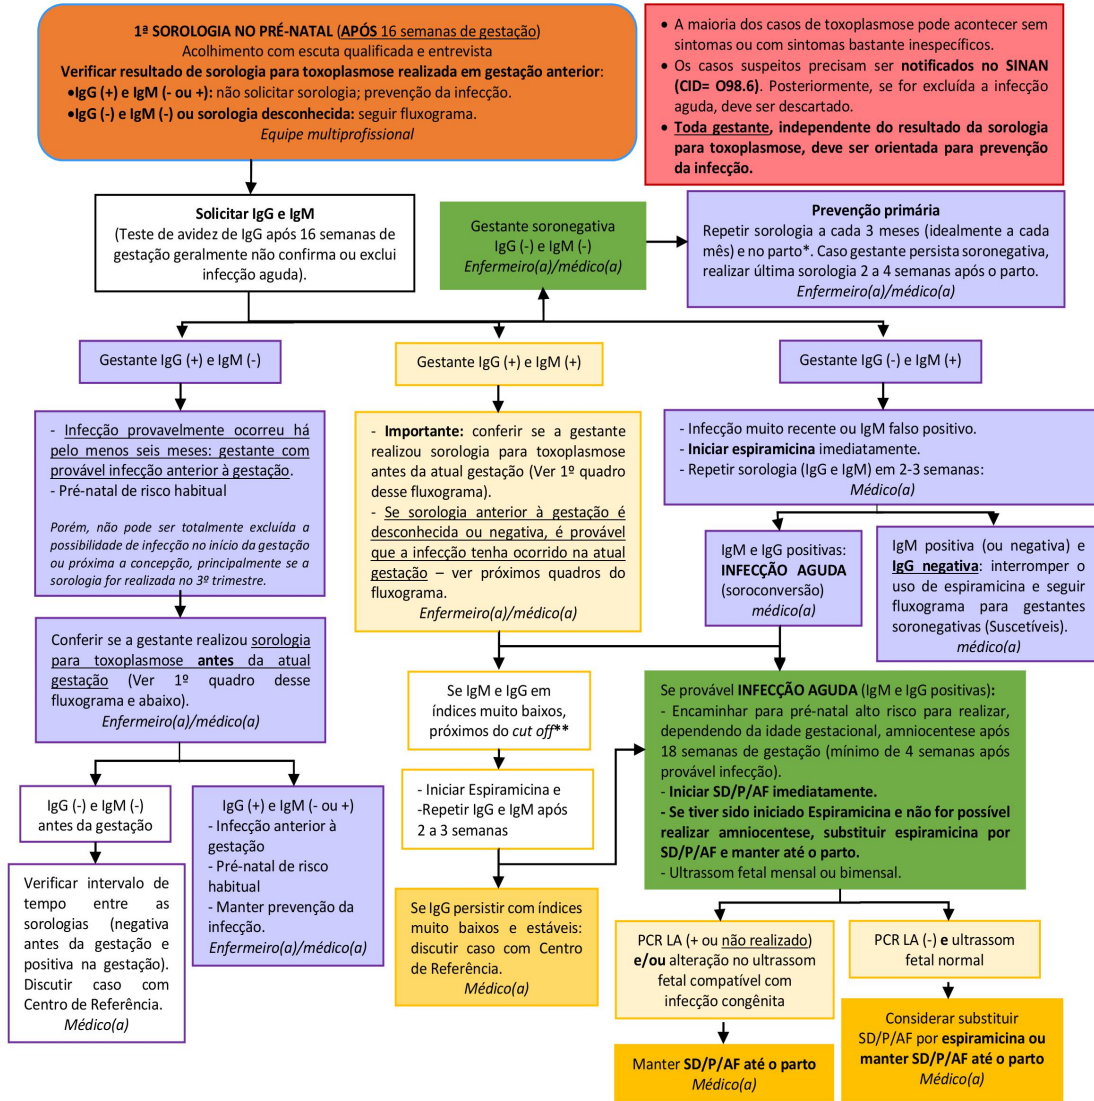 1ª SOROLOGIA NO PRÉ-NATAL (APÓS 16 semanas de gestação)
Acolhimento com escuta qualificada e entrevista
Verificar resultado de sorologia para toxoplasmose realizada em gestação anterior:
•IgG (+) e IgM (- ou +): não solicitar sorologia; prevenção da infecção.
•IgG (-) e IgM (-) ou sorologia desconhecida: seguir fluxograma.
Equipe multiprofissional
• A maioria dos casos de toxoplasmose pode acontecer sem
sintomas ou com sintomas bastante inespecíficos.
• Os casos suspeitos precisam ser notificados no SINAN
(CID= O98.6). Posteriormente, se for excluída a infecção
aguda, deve ser descartado.
• Toda gestante, independente do resultado da sorologia
para toxoplasmose, deve ser orientada para prevenção
da infecção.
Solicitar IgG e IgM
(Teste de avidez de IgG após 16 semanas de
gestação geralmente não confirma ou exclui
infecção aguda).
Gestante soronegativa
IgG (-) e IgM (-)
Enfermeiro(a)/médico(a)
Prevenção primária
Repetir sorologia a cada 3 meses (idealmente a cada
mês) e no parto*. Caso gestante persista soronegativa,
realizar última sorologia 2 a 4 semanas após o parto.
Enfermeiro(a)/médico(a)
Gestante IgG (+) e IgM (-)
Gestante IgG (+) e IgM (+)
Gestante IgG (-) e IgM (+)
- Infecção provavelmente ocorreu há
pelo menos seis meses: gestante com
provável infecção anterior à gestação.
- Pré-natal de risco habitual
Porém, não pode ser totalmente excluída a
possibilidade de infecção no início da gestação
ou próxima a concepção, principalmente se a
sorologia for realizada no 3º trimestre.
- Importante: conferir se a gestante
realizou sorologia para toxoplasmose
antes da atual gestação (Ver 1º quadro
desse fluxograma).
- Se sorologia anterior à gestação é
desconhecida ou negativa, é provável
que a infecção tenha ocorrido na atual
gestação – ver próximos quadros do
fluxograma.
Enfermeiro(a)/médico(a)
- Infecção muito recente ou IgM falso positivo.
- Iniciar espiramicina imediatamente.
- Repetir sorologia (IgG e IgM) em 2-3 semanas:
Médico(a)
IgM e IgG positivas:
INFECÇÃO AGUDA
(soroconversão)
médico(a)
IgM positiva (ou negativa) e
IgG negativa: interromper o
uso de espiramicina e seguir
fluxograma para gestantes
soronegativas (Suscetíveis).
médico(a)
Conferir se a gestante realizou sorologia
para toxoplasmose antes da atual
gestação (Ver 1º quadro desse
fluxograma e abaixo).
Enfermeiro(a)/médico(a)
Se IgM e IgG em
índices muito baixos,
próximos do cut off**
Se provável INFECÇÃO AGUDA (IgM e IgG positivas):
- Encaminhar para pré-natal alto risco para realizar,
dependendo da idade gestacional, amniocentese após
18 semanas de gestação (mínimo de 4 semanas após
provável infecção).
- Iniciar SD/P/AF imediatamente.
- Se tiver sido iniciado Espiramicina e não for possível
realizar amniocentese, substituir espiramicina por
SD/P/AF e manter até o parto.
- Ultrassom fetal mensal ou bimensal.
- Iniciar Espiramicina e
-Repetir IgG e IgM após
2 a 3 semanas
IgG (-) e IgM (-)
antes da gestação
IgG (+) e IgM (- ou +)
- Infecção anterior à
gestação
- Pré-natal de risco
habitual
- Manter prevenção da
infecção.
Enfermeiro(a)/médico(a)
Verificar intervalo de
tempo entre as
sorologias (negativa
antes da gestação e
positiva na gestação).
Discutir caso com
Centro de Referência.
Médico(a)
Se IgG persistir com índices
muito baixos e estáveis:
discutir caso com Centro
de Referência.
Médico(a)
PCR LA (+ ou não realizado)
e/ou alteração no ultrassom
fetal compatível com
infecção congênita
PCR LA (-) e ultrassom
fetal normal
Manter SD/P/AF até o parto
Médico(a)
Considerar substituir
SD/P/AF por espiramicina ou
manter SD/P/AF até o parto
Médico(a)